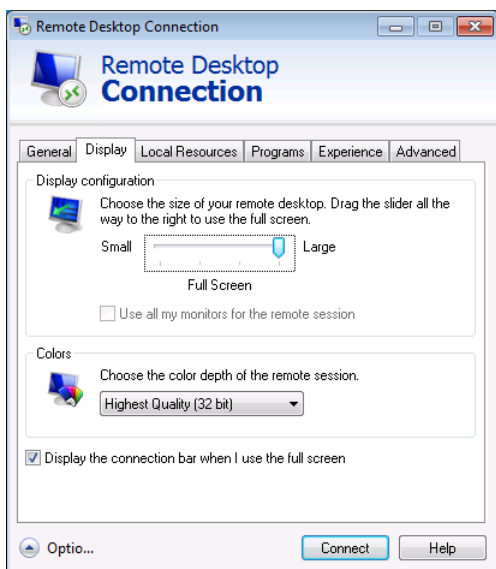 Remote Desktop Connection
Remote Desktop
Connection
General Display Local Resources Programs Experience Advanced
Display configuration
Choose the size of your remote desktop. Drag the slider all the
way to the right to use the full screen.
Small Large
Full Screen
Use all my monitors for the remote session
Colors
Choose the color depth of the remote session.
Highest Quality (32 bit)
Display the connection bar when I use the full screen
Optio... Connect Help